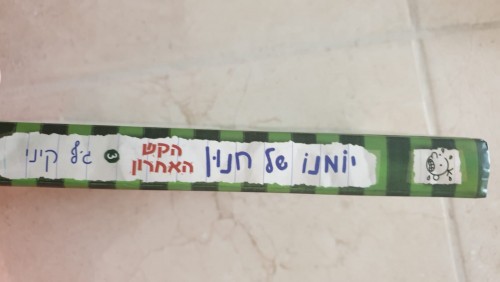 יומנו של חנון
הקש
האחרון
3
ג'ף קיני